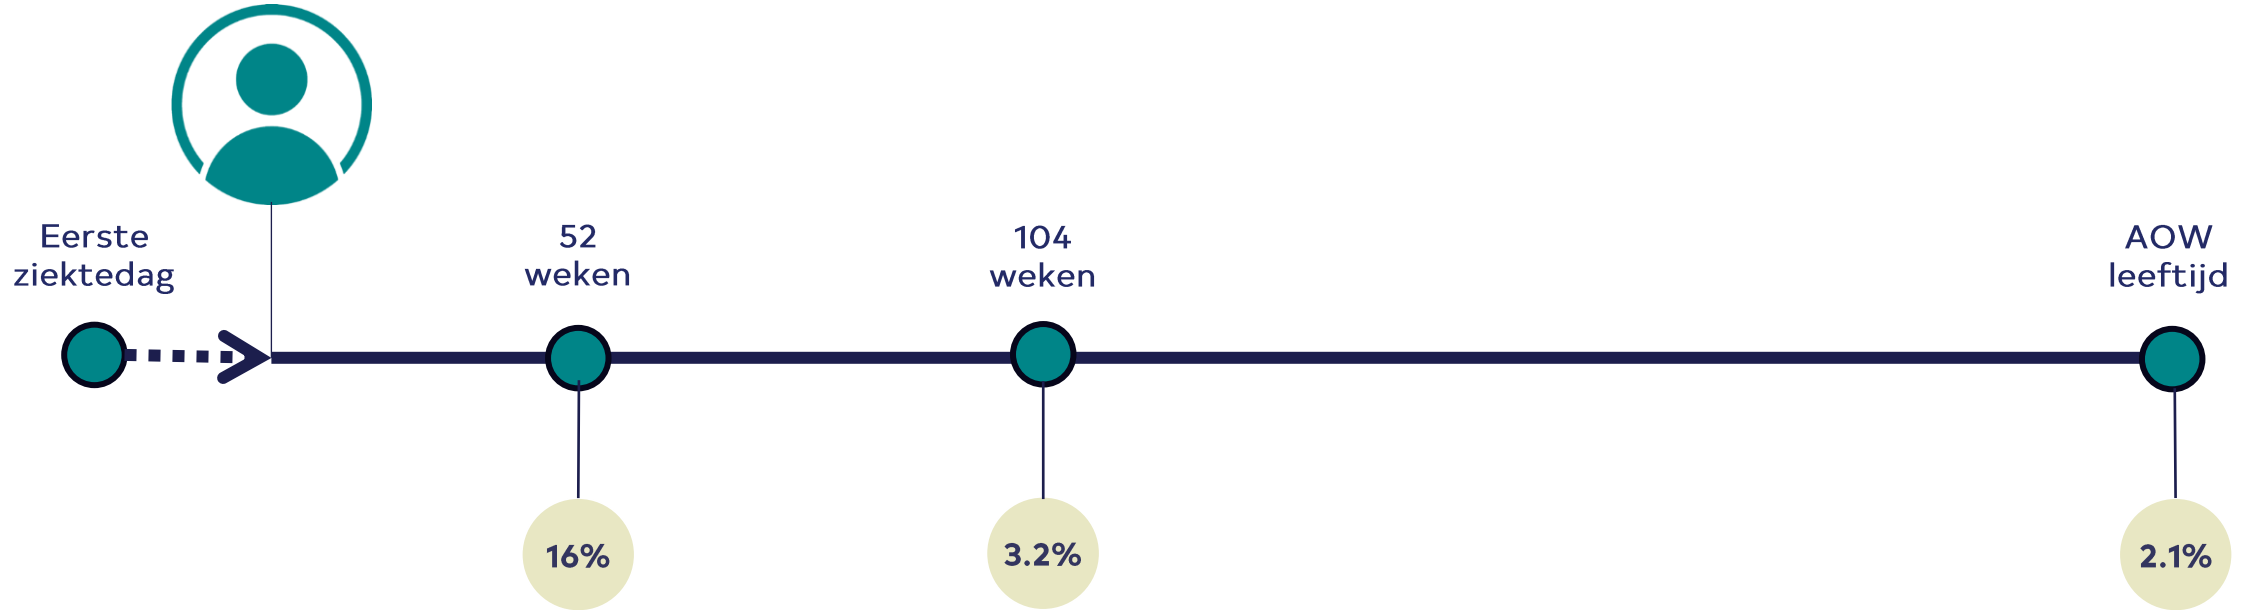 Eerste
ziektedag
52
weken
104
weken
AOW
leeftijd
16%
3.2%
2.1%